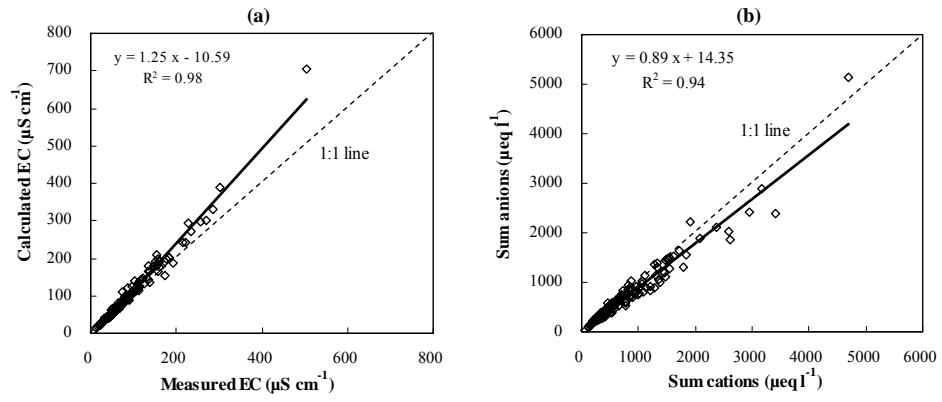 (a)
800
700
600
500
400
300
200
100
0
Calculated EC (µS cm⁻¹)
y = 1.25 x - 10.59
R² = 0.98
1:1 line
0 200 400 600 800
Measured EC (µS cm⁻¹)
(b)
6000
5000
4000
3000
2000
1000
0
Sum anions (µeq l⁻¹)
y = 0.89 x + 14.35
R² = 0.94
1:1 line
0 1000 2000 3000 4000 5000 6000
Sum cations (µeq l⁻¹)